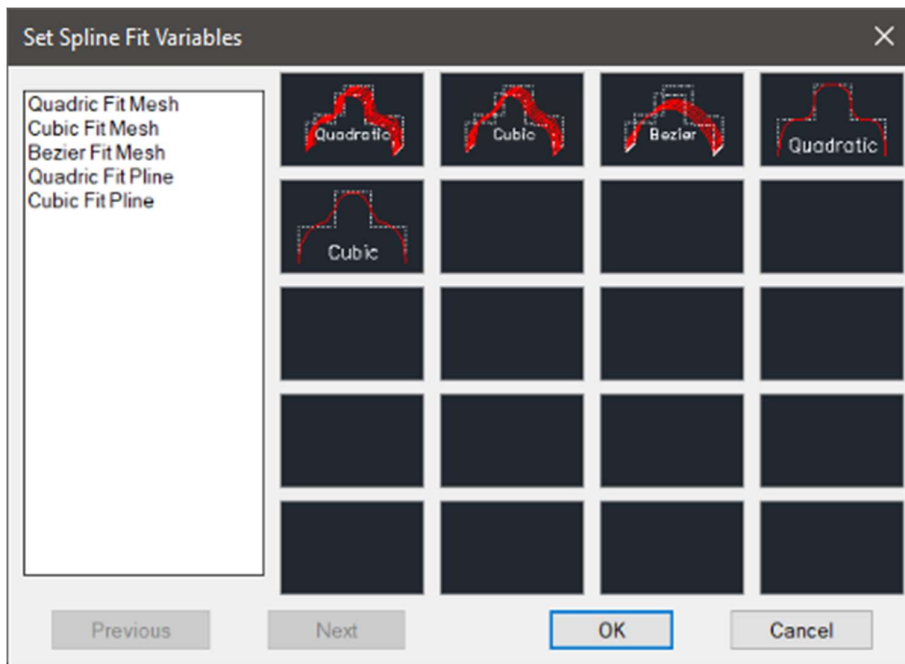 Set Spline Fit Variables
Quadric Fit Mesh
Cubic Fit Mesh
Bezier Fit Mesh
Quadric Fit Pline
Cubic Fit Pline
Quadratic
Cubic
Bezier
Quadratic
Cubic
Previous
Next
OK
Cancel